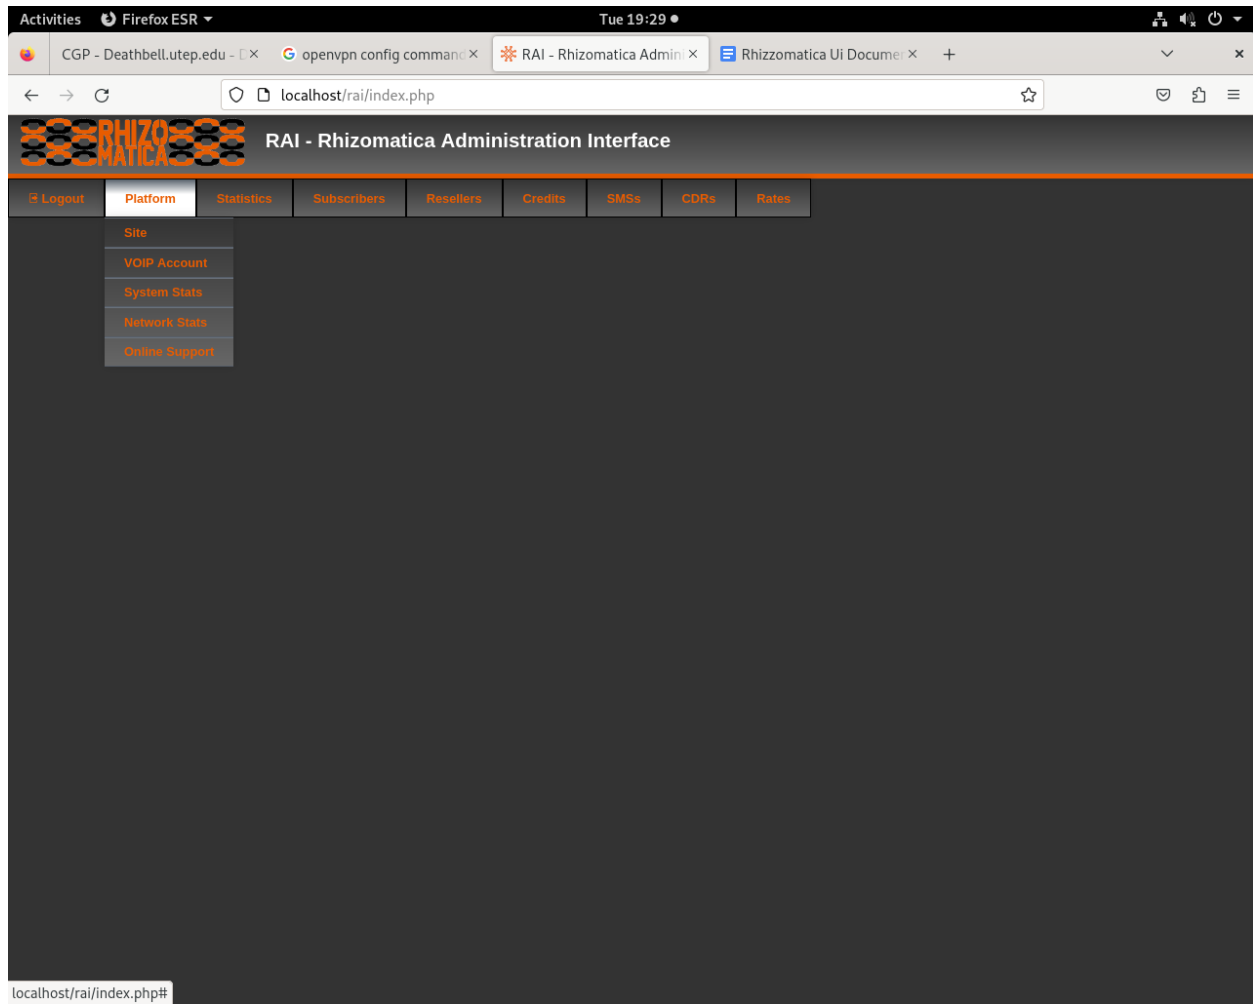 Activities Firefox ESR Tue 19:29
CGP - Deathbell.utep.edu - D openvpn config command RAI - Rhizomatica Admini Rhizzomatica Ui Documen
localhost/rai/index.php
RHIZO
MATICA
RAI - Rhizomatica Administration Interface
Logout Platform Statistics Subscribers Resellers Credits SMSs CDRs Rates
Site
VOIP Account
System Stats
Network Stats
Online Support
localhost/rai/index.php#